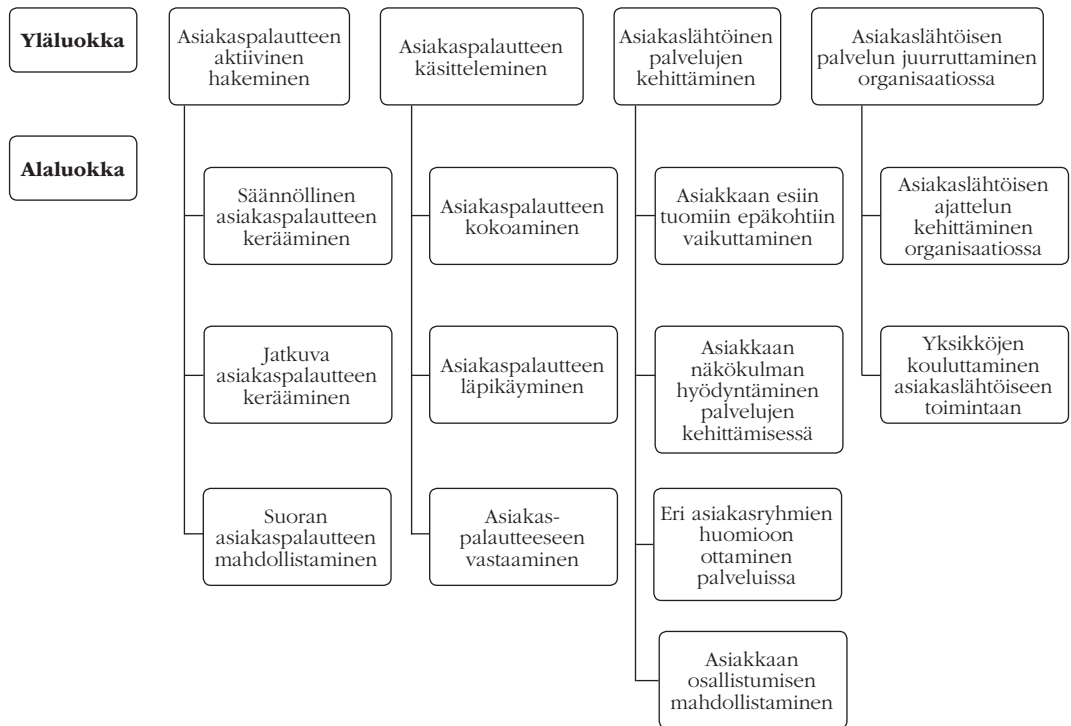 Yläluokka
Asiakaspalautteen
aktiivinen
hakeminen
Asiakaspalautteen
käsitteleminen
Asiakaslähtöinen
palvelujen
kehittäminen
Asiakaslähtöisen
palvelun juurruttaminen
organisaatiossa
Alaluokka
Säännöllinen
asiakaspalautteen
kerääminen
Asiakaspalautteen
kokoaminen
Asiakkaan esiin
tuomiin epäkohtiin
vaikuttaminen
Asiakaslähtöisen
ajattelun
kehittäminen
organisaatiossa
Jatkuva
asiakaspalautteen
kerääminen
Asiakaspalautteen
läpikäyminen
Asiakkaan
näkökulman
hyödyntäminen
palvelujen
kehittämisessä
Yksikköjen
kouluttaminen
asiakaslähtöiseen
toimintaan
Suoran
asiakaspalautteen
mahdollistaminen
Asiakas-
palautteeseen
vastaaminen
Eri asiakasryhmien
huomioon
ottaminen
palveluissa
Asiakkaan
osallistumisen
mahdollistaminen